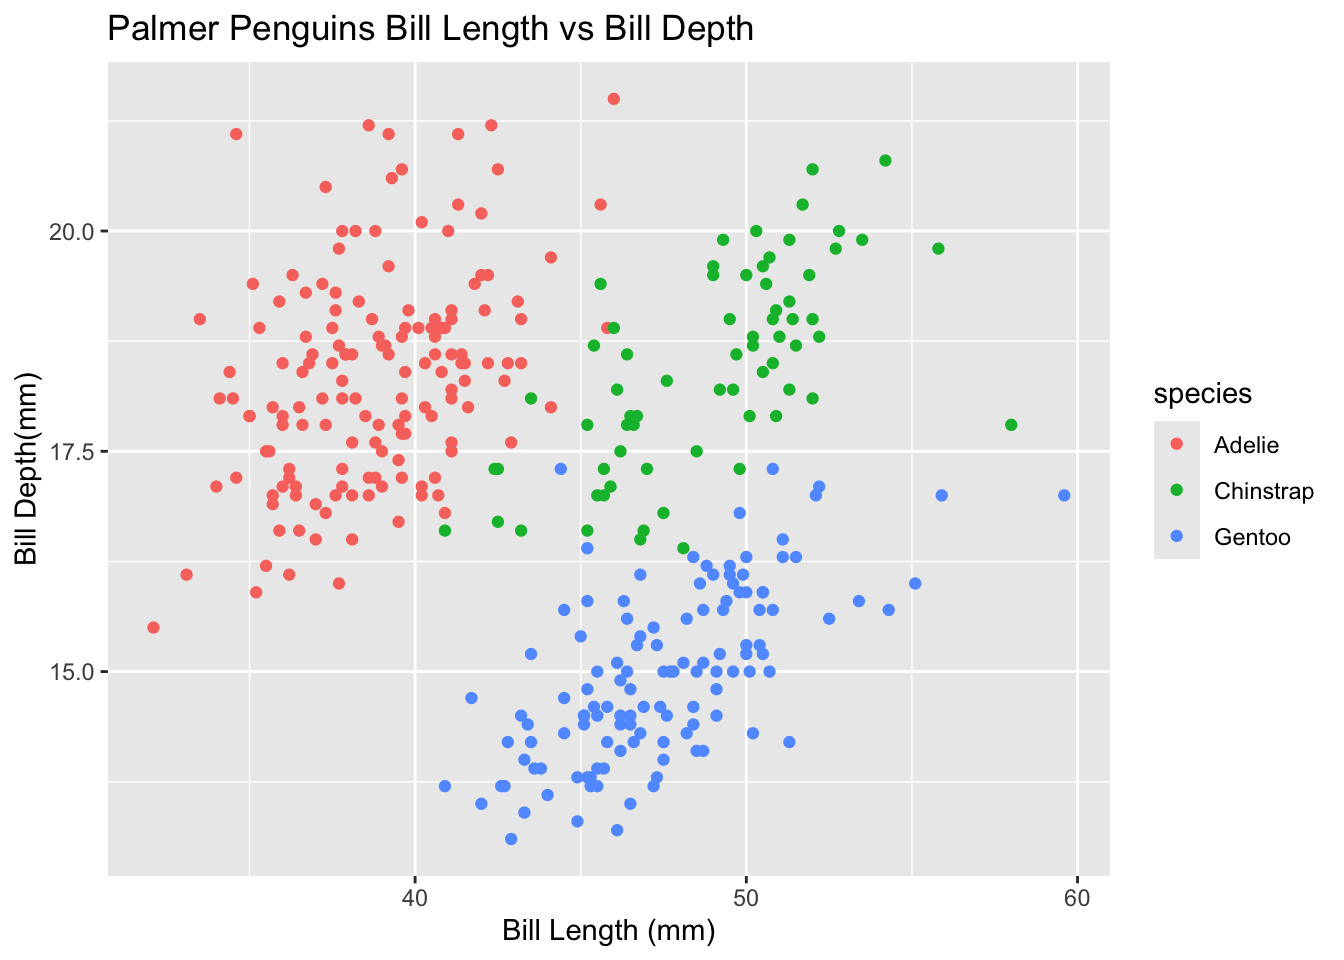 Palmer Penguins Bill Length vs Bill Depth
Bill Depth(mm)
20.0
17.5
15.0
40
50
60
Bill Length (mm)
species
Adelie
Chinstrap
Gentoo